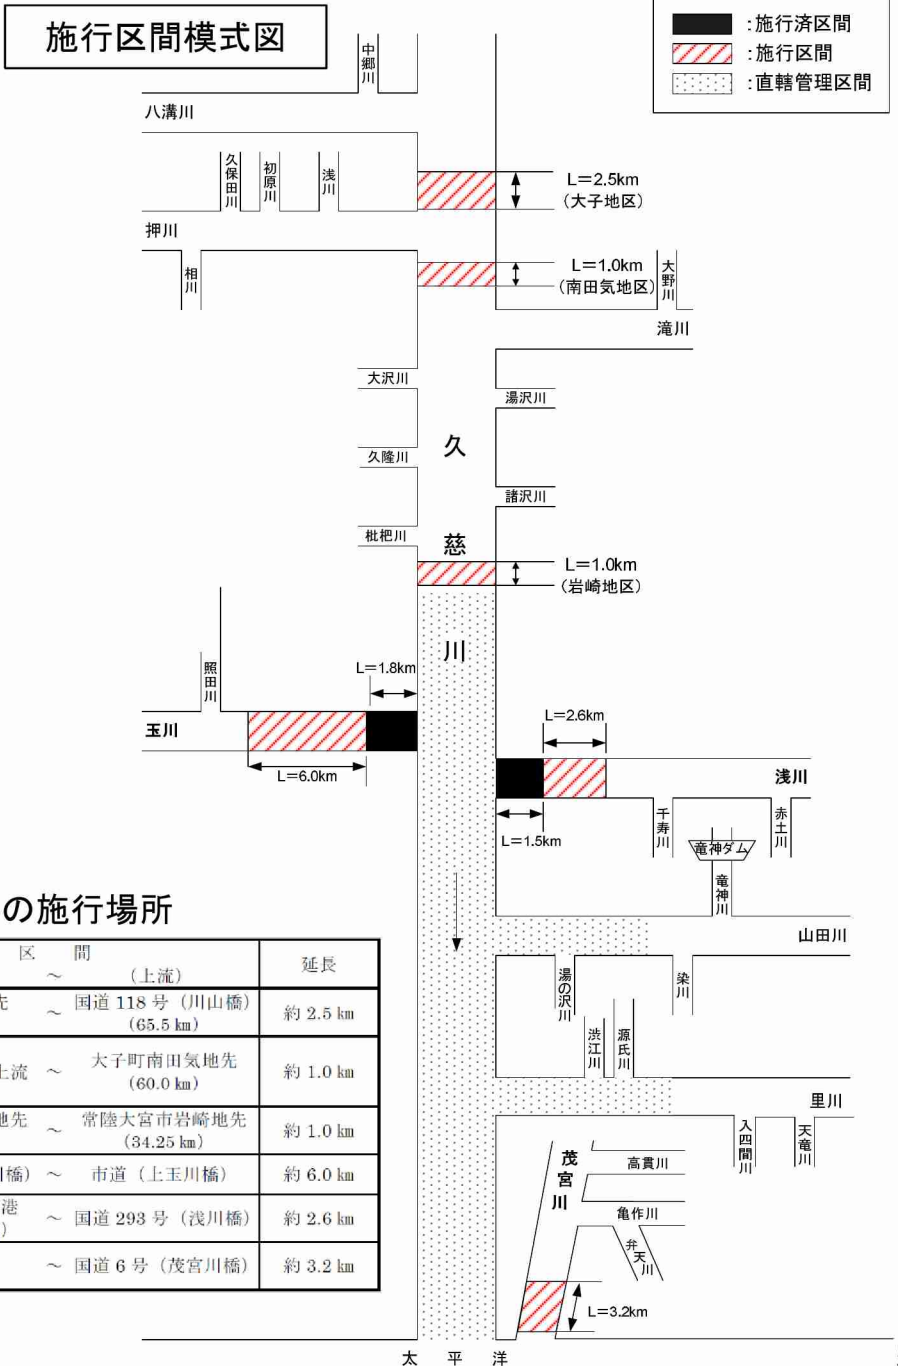 施行区間模式図
:施行済区間
:施行区間
:直轄管理区間
中郷川
八溝川
久保田川
初原川
浅川
L=2.5km
(大子地区)
押川
相川
L=1.0km
(南田気地区)
大野川
滝川
大沢川
湯沢川
久隆川
諸沢川
枇杷川
久慈川
L=1.0km
(岩崎地区)
照田川
L=1.8km
玉川
L=6.0km
L=2.6km
浅川
L=1.5km
千寿川
赤土川
竜神ダム
竜神川
山田川
湯の沢川
染川
渋江川
源氏川
里川
入四間川
天竜川
茂宮川
高貫川
亀作川
弁天川
L=3.2km
太平洋
の施行場所
区 間
~ (上流)
延長
先 ~ 国道118号(川山橋)
(65.5㎞)
約2.5㎞
上流 ~ 大子町南田気地先
(60.0㎞)
約1.0㎞
地先 ~ 常陸大宮市岩崎地先
(34.25㎞)
約1.0㎞
川橋) ~ 市道(上玉川橋)
約6.0㎞
港
) ~ 国道293号(浅川橋)
約2.6㎞
~ 国道6号(茂宮川橋)
約3.2㎞